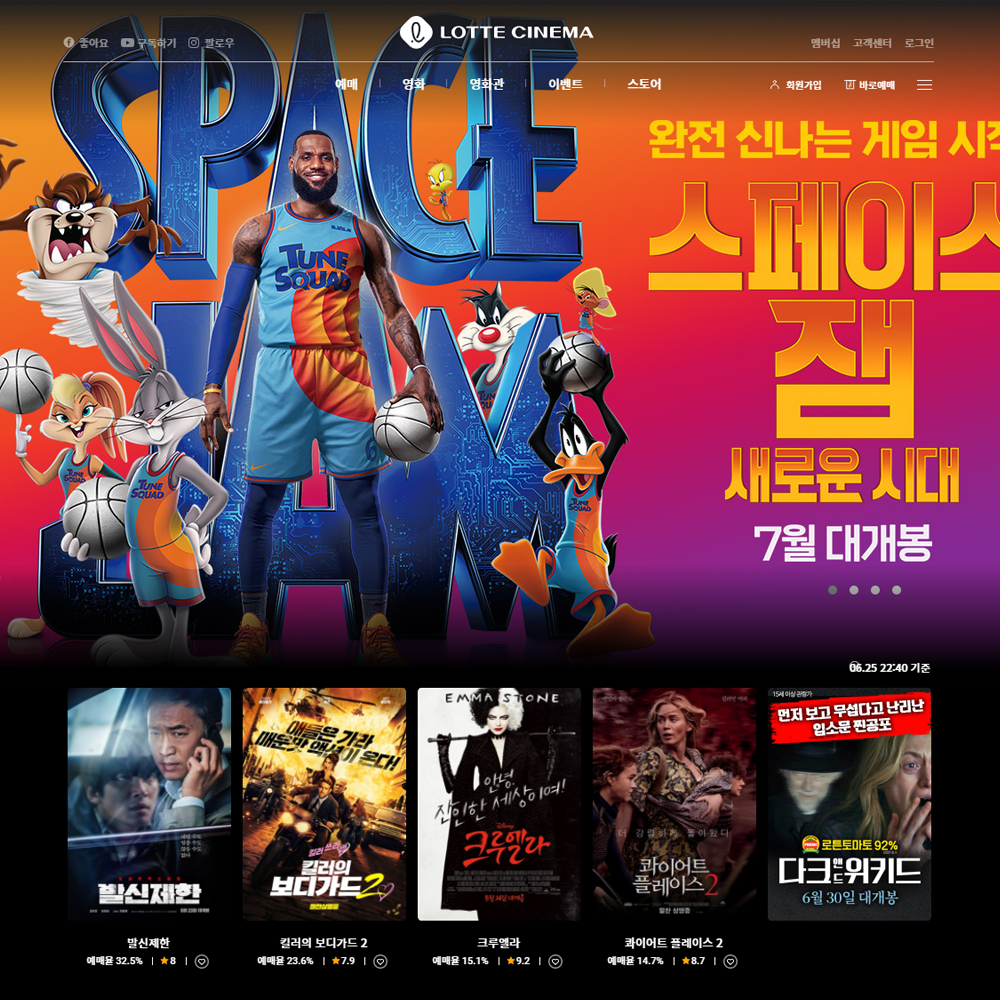 좋아요 구독하기 팔로우
LOTTE CINEMA
멤버십 고객센터 로그인
예매 영화 영화관 이벤트 스토어
회원가입 바로예매
SPACE
JAM
TUNE
SQUAD
TUNE
SQUAD
TUNE
SQUAD
완전 신나는 게임 시작
스페이스
잼
새로운 시대
7월 대개봉
06.25 22:40 기준
발신제한
애물은 가라
매운맛 액션이 온다!
킬러의
보디가드2
EMMA STONE
안녕,
잔인한 세상이여!
Disney
크루엘라
더 강렬하게 돌아왔다
콰이어트
플레이스2
절찬 상영중
15세 이상 관람가
먼저 보고 무섭다고 난리난
입소문 찐공포
로튼토마토 92%
다크 앤드 위키드
6월 30일 대개봉
발신제한
예매율 32.5% 8
킬러의 보디가드 2
예매율 23.6% 7.9
크루엘라
예매율 15.1% 9.2
콰이어트 플레이스 2
예매율 14.7% 8.7